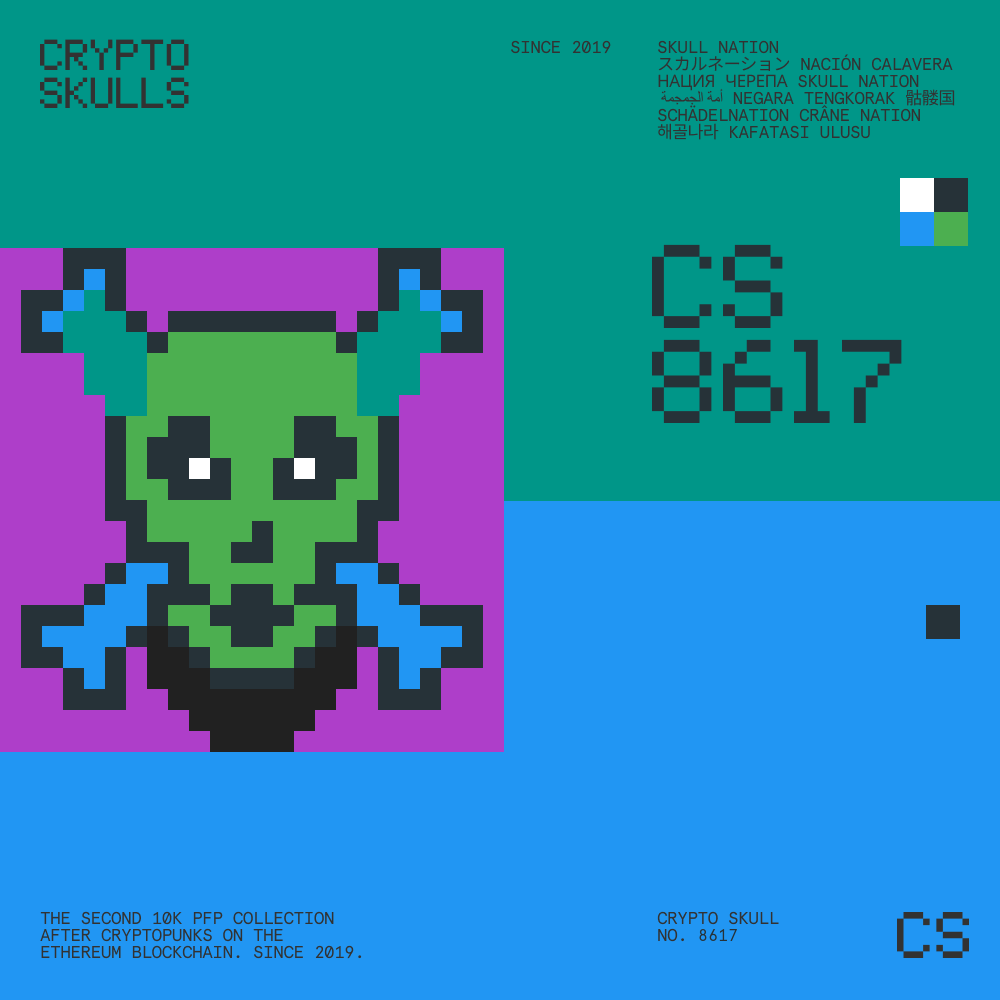 CRYPTO
SKULLS
SINCE 2019
SKULL NATION
スカルネーション NACIÓN CALAVERA
НАЦИЯ ЧЕРЕПА SKULL NATION
أمة الجمجمة NEGARA TENGKORAK 骷髅国
SCHÄDELNATION CRÂNE NATION
해골나라 KAFATASI ULUSU
CS
8617
THE SECOND 10K PFP COLLECTION
AFTER CRYPTOPUNKS ON THE
ETHEREUM BLOCKCHAIN. SINCE 2019.
CRYPTO SKULL
NO. 8617
CS